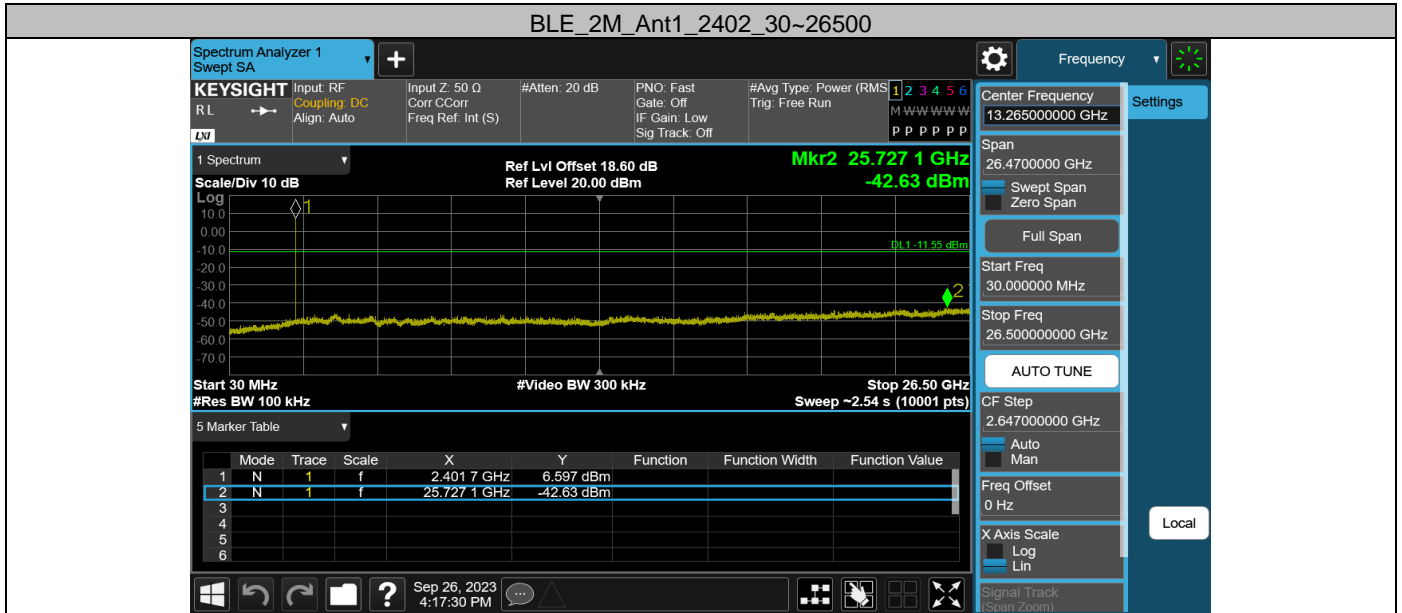 BLE_2M_Ant1_2402_30~26500
Spectrum Analyzer 1
Swept SA
Frequency
KEYSIGHT
Input: RF
Coupling: DC
Align: Auto
Input Z: 50 Ω
Corr CCorr
Freq Ref: Int (S)
#Atten: 20 dB
PNO: Fast
Gate: Off
IF Gain: Low
Sig Track: Off
#Avg Type: Power (RMS
Trig: Free Run
1 2 3 4 5 6
M W W W W W
P P P P P P
R L
LXI
1 Spectrum
Scale/Div 10 dB
Ref Lvl Offset 18.60 dB
Ref Level 20.00 dBm
Mkr2 25.727 1 GHz
-42.63 dBm
Log
10.0
0.00
-10.0
-20.0
-30.0
-40.0
-50.0
-60.0
-70.0
1
DL1 -11.55 dBm
2
Start 30 MHz
#Video BW 300 kHz
Stop 26.50 GHz
#Res BW 100 kHz
Sweep ~2.54 s (10001 pts)
5 Marker Table
Mode Trace Scale X Y Function Function Width Function Value
1 N 1 f 2.401 7 GHz 6.597 dBm
2 N 1 f 25.727 1 GHz -42.63 dBm
3
4
5
6
Sep 26, 2023
4:17:30 PM
?
Center Frequency
13.265000000 GHz
Settings
Span
26.4700000 GHz
Swept Span
Zero Span
Full Span
Start Freq
30.000000 MHz
Stop Freq
26.500000000 GHz
AUTO TUNE
CF Step
2.647000000 GHz
Auto
Man
Freq Offset
0 Hz
Local
X Axis Scale
Log
Lin
Signal Track
(Span Zoom)